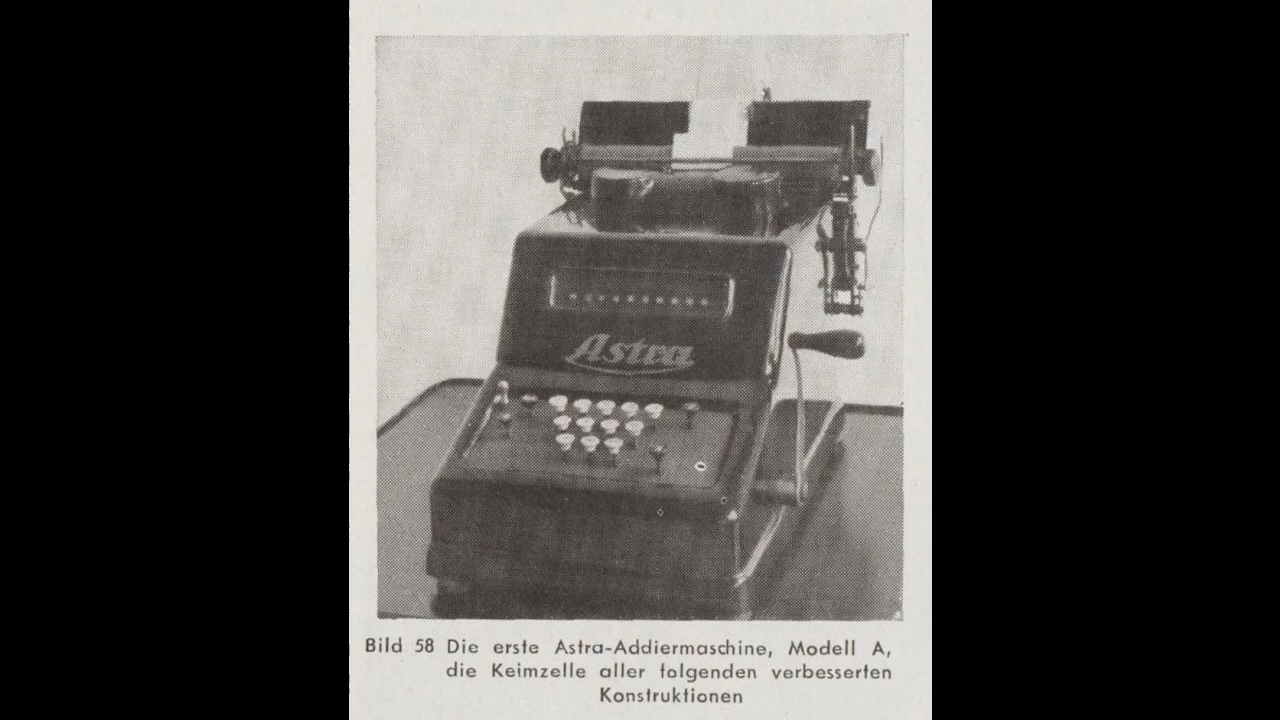 Astra
Bild 58 Die erste Astra-Addiermaschine, Modell A,
die Keimzelle aller folgenden verbesserten
Konstruktionen